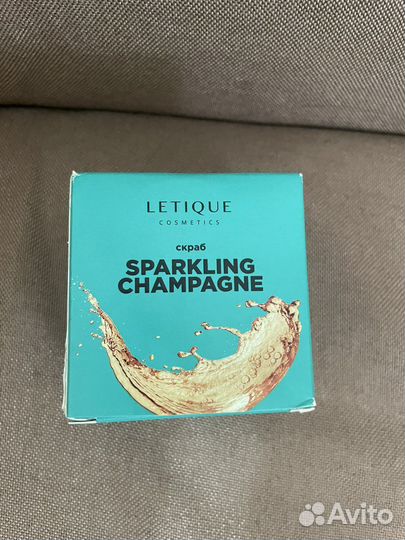 LETIQUE
COSMETICS
скраб
SPARKLING
CHAMPAGNE
Avito